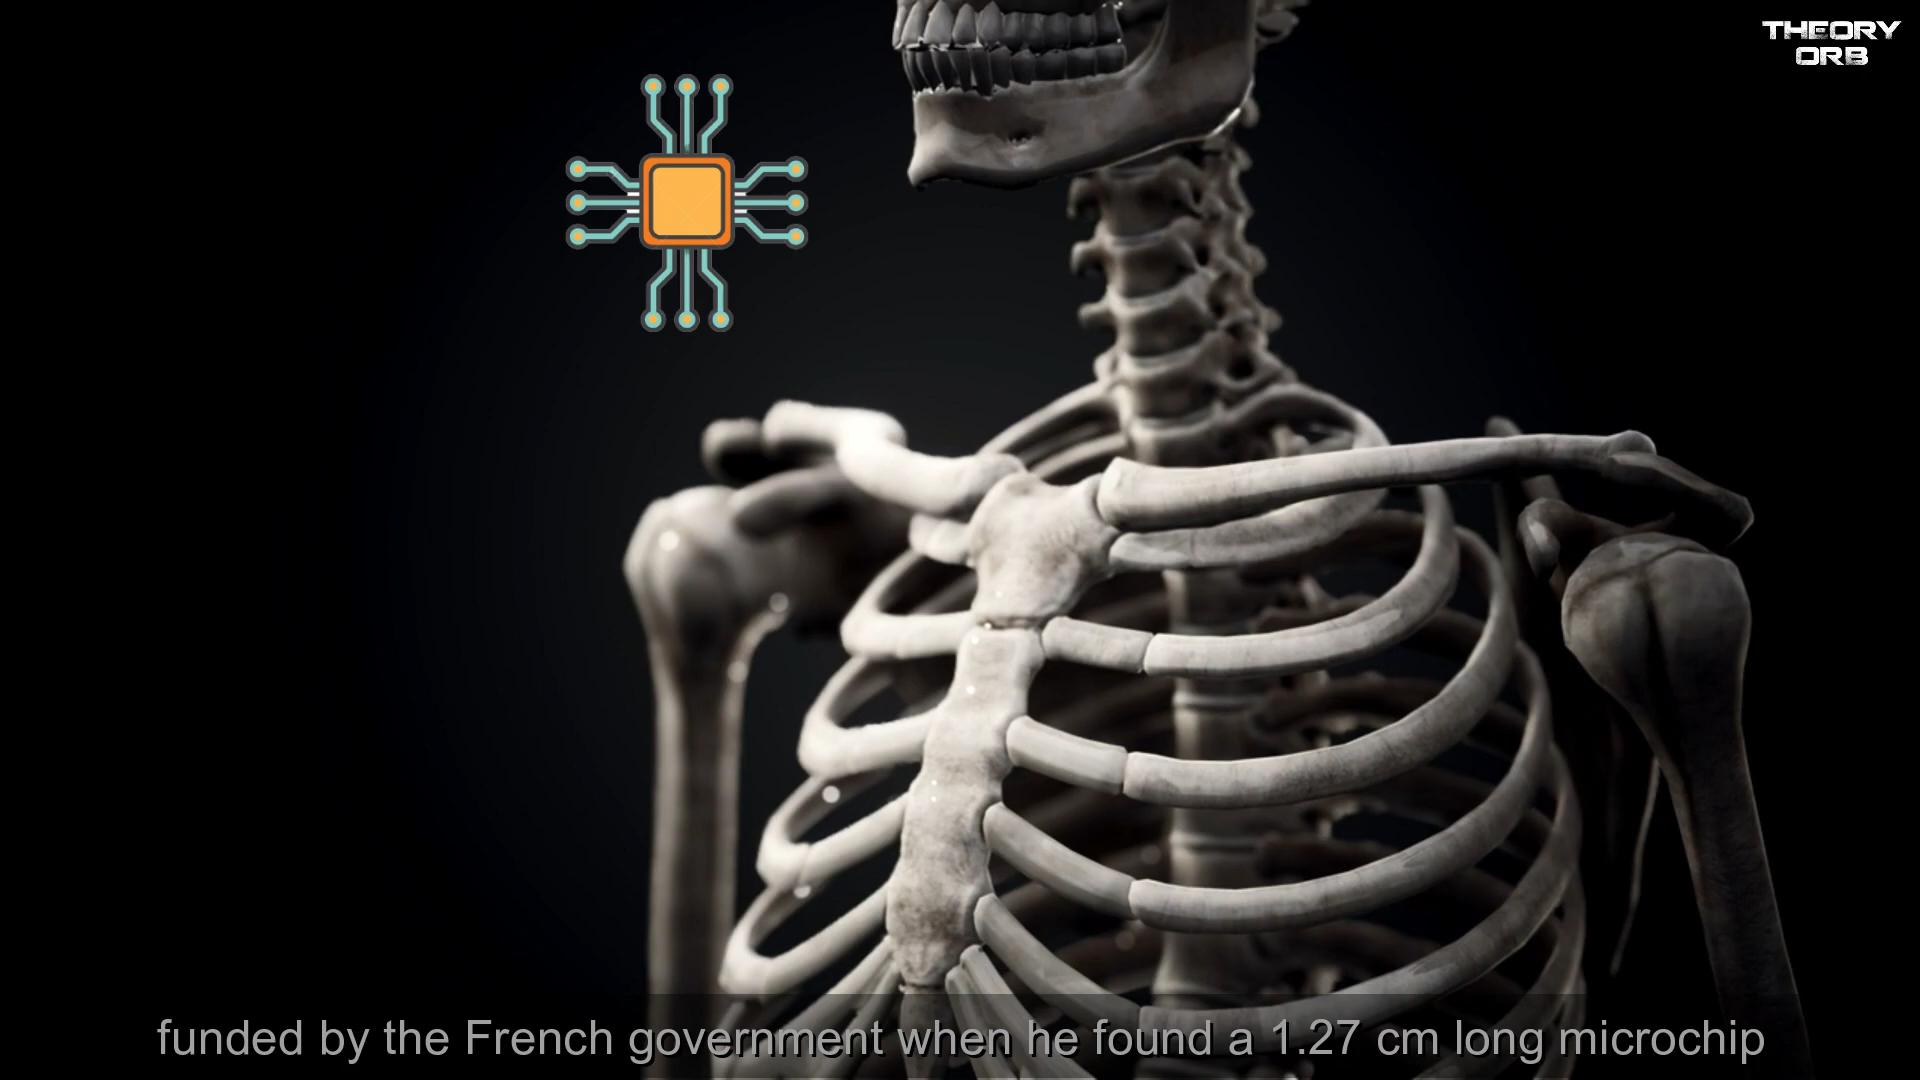 THEORY
ORB
funded by the French government when he found a 1.27 cm long microchip